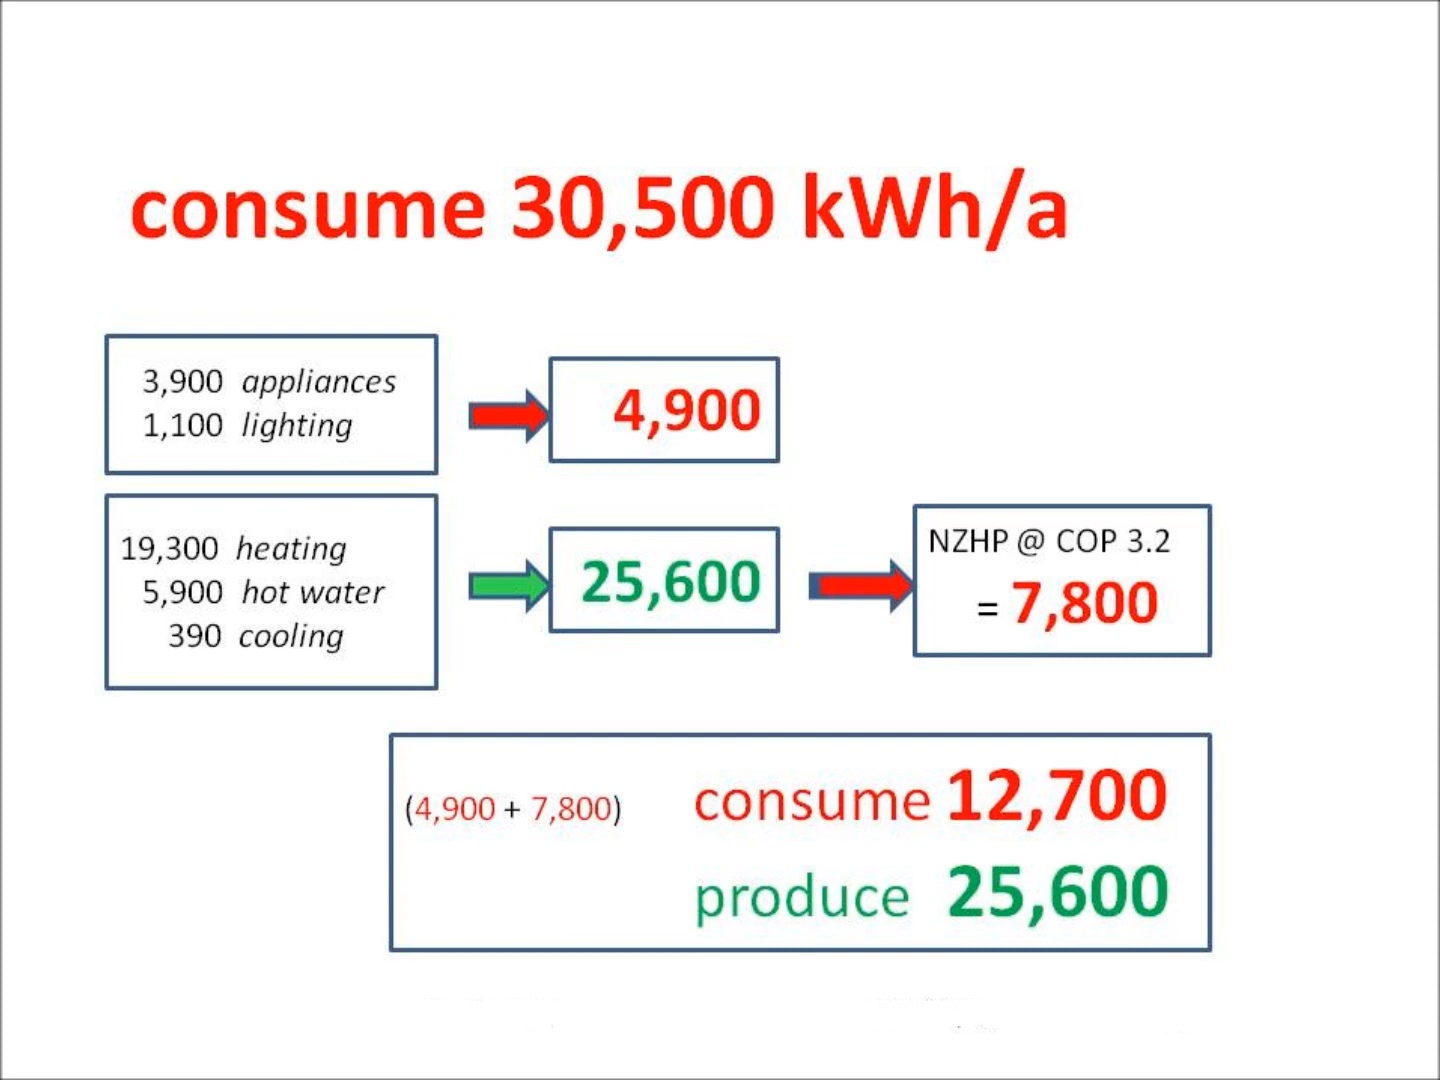 consume 30,500 kWh/a
3,900 appliances
1,100 lighting
4,900
19,300 heating
5,900 hot water
390 cooling
25,600
NZHP @ COP 3.2
= 7,800
(4,900 + 7,800) consume 12,700
produce 25,600